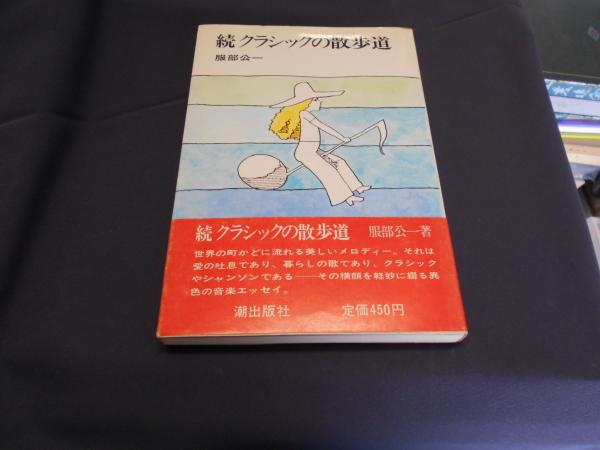 続 クラシックの散歩道
服部公一
続 クラシックの散歩道 服部公一著
世界の町かどに流れる美しいメロディー。それは
愛の吐息であり、暮らしの歌であり、クラシック
やシャンソンである――その横顔を軽妙に綴る異
色の音楽エッセイ。
潮出版社 定価450円